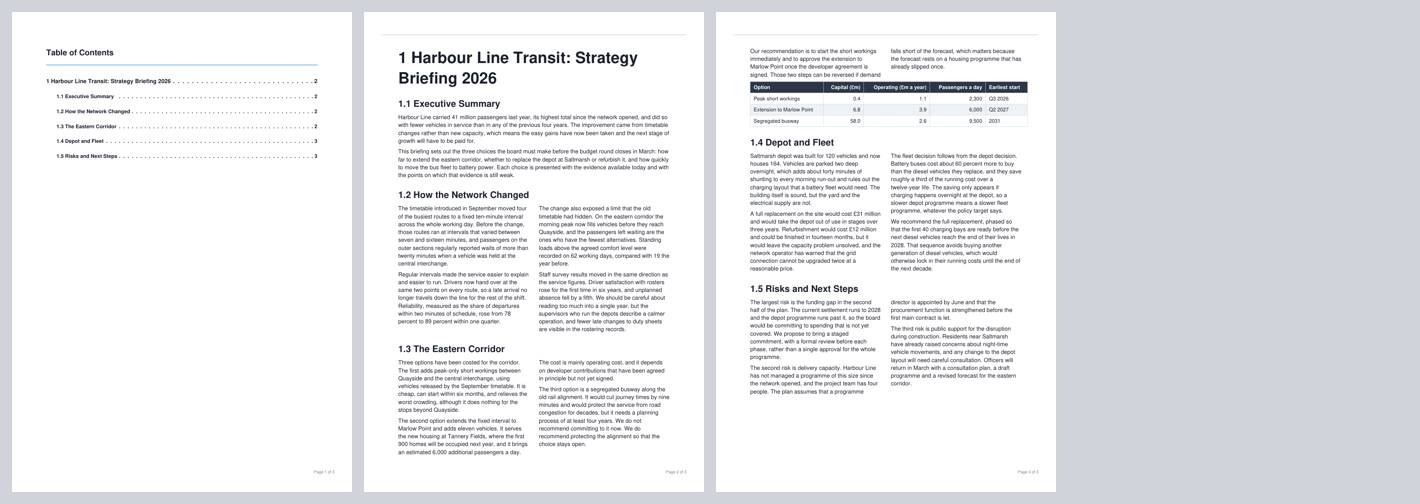 Table of Contents
1 Harbour Line Transit: Strategy Briefing 2026 . . . . . . . . . . . . . . . . . . . . . . . . . . . . . . . . . . 2
1.1 Executive Summary . . . . . . . . . . . . . . . . . . . . . . . . . . . . . . . . . . 2
1.2 How the Network Changed . . . . . . . . . . . . . . . . . . . . . . . . . . . . . . . . . . 2
1.3 The Eastern Corridor . . . . . . . . . . . . . . . . . . . . . . . . . . . . . . . . . . 2
1.4 Depot and Fleet . . . . . . . . . . . . . . . . . . . . . . . . . . . . . . . . . . 3
1.5 Risks and Next Steps . . . . . . . . . . . . . . . . . . . . . . . . . . . . . . . . . . 3
Page 1 of 3
1 Harbour Line Transit: Strategy
Briefing 2026
1.1 Executive Summary
Harbour Line carried 41 million passengers last year, its highest total since the network opened, and did so
with fewer vehicles in service than in any of the previous four years. The improvement came from timetable
changes rather than new capacity, which means the easy gains have now been taken and the next stage of
growth will have to be paid for.
This briefing sets out the three choices the board must make before the budget round closes in March: how
far to extend the eastern corridor, whether to replace the depot at Saltmarsh or refurbish it, and how quickly
to move the bus fleet to battery power. Each choice is presented with the evidence available today and with
the points on which that evidence is still weak.
1.2 How the Network Changed
The timetable introduced in September moved four
of the busiest routes to a fixed ten-minute interval
across the whole working day. Before the change,
those routes ran at intervals that varied between
seven and sixteen minutes, and passengers on the
outer sections regularly reported waits of more than
twenty minutes when a vehicle was held at the
central interchange.
Regular intervals made the service easier to explain
and easier to run. Drivers now hand over at the
same two points on every route, so a late arrival no
longer travels down the line for the rest of the shift.
Reliability, measured as the share of departures
within two minutes of schedule, rose from 78
percent to 89 percent within one quarter.
The change also exposed a limit that the old
timetable had hidden. On the eastern corridor the
morning peak now fills vehicles before they reach
Quayside, and the passengers left waiting are the
ones who have the fewest alternatives. Standing
loads above the agreed comfort level were
recorded on 62 working days, compared with 19 the
year before.
Staff survey results moved in the same direction as
the service figures. Driver satisfaction with rosters
rose for the first time in six years, and unplanned
absence fell by a fifth. We should be careful about
reading too much into a single year, but the
supervisors who run the depots describe a calmer
operation, and fewer late changes to duty sheets
are visible in the rostering records.
1.3 The Eastern Corridor
Three options have been costed for the corridor.
The first adds peak-only short workings between
Quayside and the central interchange, using
vehicles released by the September timetable. It is
cheap, can start within six months, and relieves the
worst crowding, although it does nothing for the
stops beyond Quayside.
The second option extends the fixed interval to
Marlow Point and adds eleven vehicles. It serves
the new housing at Tannery Fields, where the first
900 homes will be occupied next year, and it brings
an estimated 6,000 additional passengers a day.
The cost is mainly operating cost, and it depends
on developer contributions that have been agreed
in principle but not yet signed.
The third option is a segregated busway along the
old rail alignment. It would cut journey times by nine
minutes and would protect the service from road
congestion for decades, but it needs a planning
process of at least four years. We do not
recommend committing to it now. We do
recommend protecting the alignment so that the
choice stays open.
Page 2 of 3
Our recommendation is to start the short workings
immediately and to approve the extension to
Marlow Point once the developer agreement is
signed. Those two steps can be reversed if demand
falls short of the forecast, which matters because
the forecast rests on a housing programme that has
already slipped once.
Option Capital (£m) Operating (£m a year) Passengers a day Earliest start
Peak short workings 0.4 1.1 2,300 Q3 2026
Extension to Marlow Point 6.8 3.9 6,000 Q2 2027
Segregated busway 58.0 2.6 9,500 2031
1.4 Depot and Fleet
Saltmarsh depot was built for 120 vehicles and now
houses 164. Vehicles are parked two deep
overnight, which adds about forty minutes of
shunting to every morning run-out and rules out the
charging layout that a battery fleet would need. The
building itself is sound, but the yard and the
electrical supply are not.
A full replacement on the site would cost £31 million
and would take the depot out of use in stages over
three years. Refurbishment would cost £12 million
and could be finished in fourteen months, but it
would leave the capacity problem unsolved, and the
network operator has warned that the grid
connection cannot be upgraded twice at a
reasonable price.
The fleet decision follows from the depot decision.
Battery buses cost about 60 percent more to buy
than the diesel vehicles they replace, and they save
roughly a third of the running cost over a
twelve-year life. The saving only appears if
charging happens overnight at the depot, so a
slower depot programme means a slower fleet
programme, whatever the policy target says.
We recommend the full replacement, phased so
that the first 40 charging bays are ready before the
next diesel vehicles reach the end of their lives in
2028. That sequence avoids buying another
generation of diesel vehicles, which would
otherwise lock in their running costs until the end of
the next decade.
1.5 Risks and Next Steps
The largest risk is the funding gap in the second
half of the plan. The current settlement runs to 2028
and the depot programme runs past it, so the board
would be committing to spending that is not yet
covered. We propose to bring a staged
commitment, with a formal review before each
phase, rather than a single approval for the whole
programme.
The second risk is delivery capacity. Harbour Line
has not managed a programme of this size since
the network opened, and the project team has four
people. The plan assumes that a programme
director is appointed by June and that the
procurement function is strengthened before the
first main contract is let.
The third risk is public support for the disruption
during construction. Residents near Saltmarsh
have already raised concerns about night-time
vehicle movements, and any change to the depot
layout will need careful consultation. Officers will
return in March with a consultation plan, a draft
programme and a revised forecast for the eastern
corridor.
Page 3 of 3